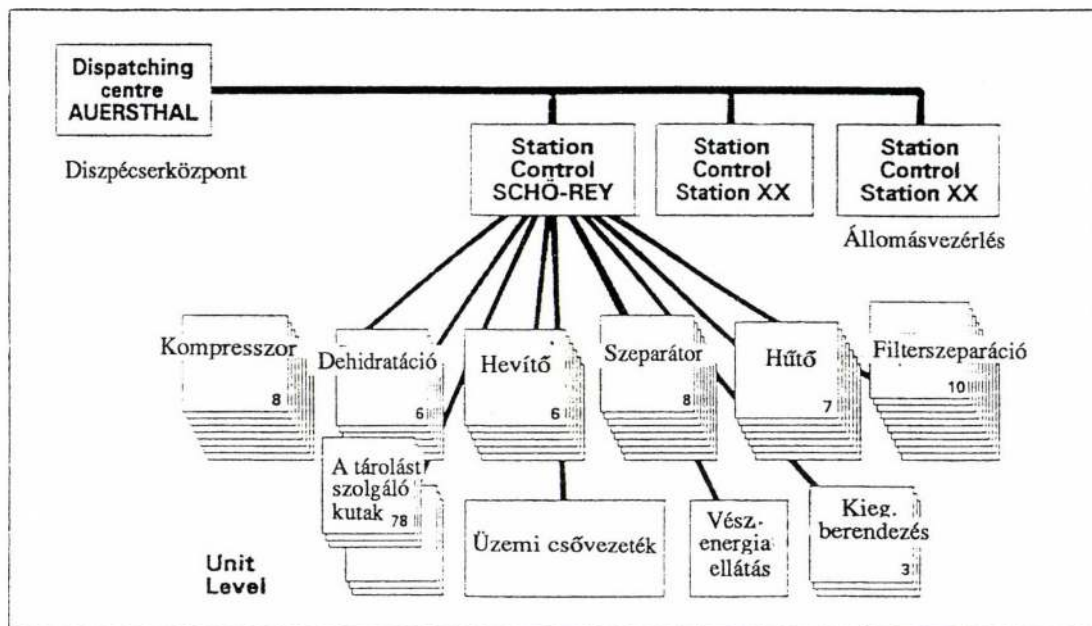 Dispatching
centre
AUERSTHAL
Diszpécserközpont
Station
Control
SCHÖ-REY
Station
Control
Station XX
Station
Control
Station XX
Állomásvezérlés
Kompresszor
8
Dehidratáció
6
Hevítő
6
Szeparátor
8
Hűtő
7
Filterszeparáció
10
A tárolást
szolgáló
kutak 78
Üzemi csővezeték
Vész-
energia
ellátás
Kieg.
berendezés
3
Unit
Level